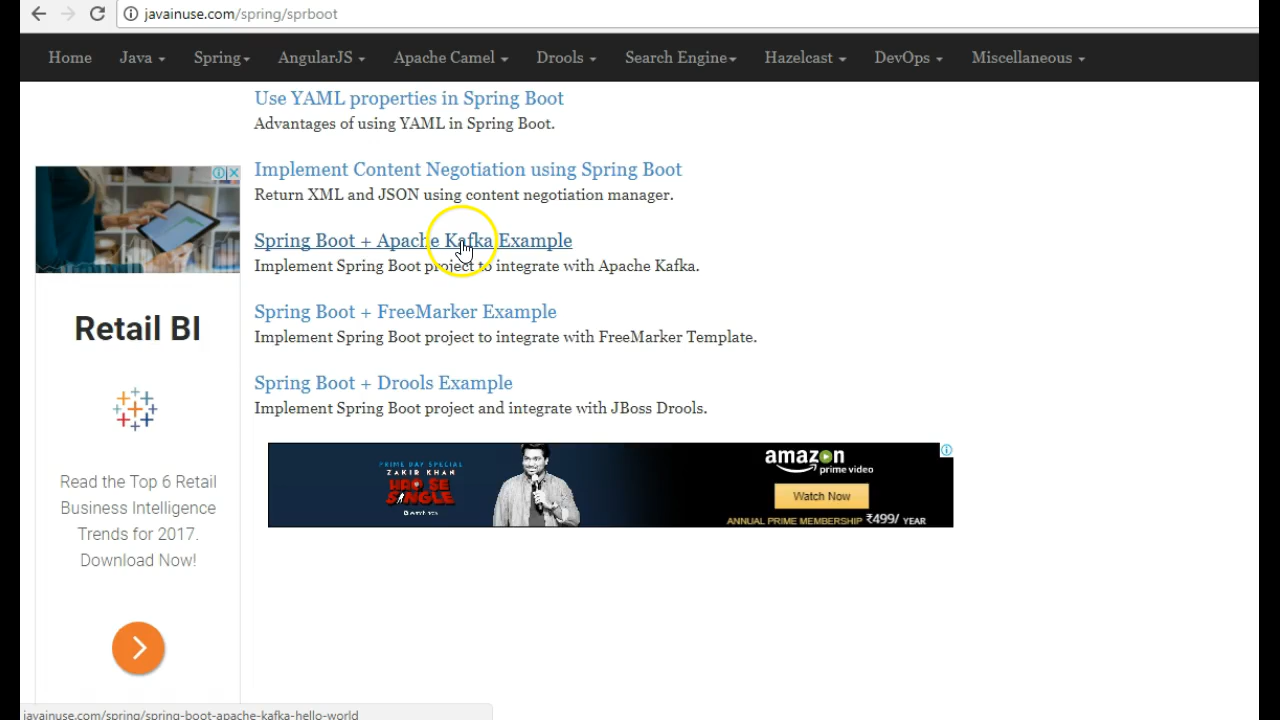 javainuse.com/spring/sprboot
Home Java Spring AngularJS Apache Camel Drools Search Engine Hazelcast DevOps Miscellaneous
Use YAML properties in Spring Boot
Advantages of using YAML in Spring Boot.
Implement Content Negotiation using Spring Boot
Return XML and JSON using content negotiation manager.
Spring Boot + Apache Kafka Example
Implement Spring Boot project to integrate with Apache Kafka.
Spring Boot + FreeMarker Example
Implement Spring Boot project to integrate with FreeMarker Template.
Spring Boot + Drools Example
Implement Spring Boot project and integrate with JBoss Drools.
Retail BI
Read the Top 6 Retail
Business Intelligence
Trends for 2017.
Download Now!
PRIME DAY SPECIAL
ZAKIR KHAN
HAQ SE
SINGLE
amazon
prime video
Watch Now
ANNUAL PRIME MEMBERSHIP ₹499/ YEAR
javainuse.com/spring/spring-boot-apache-kafka-hello-world